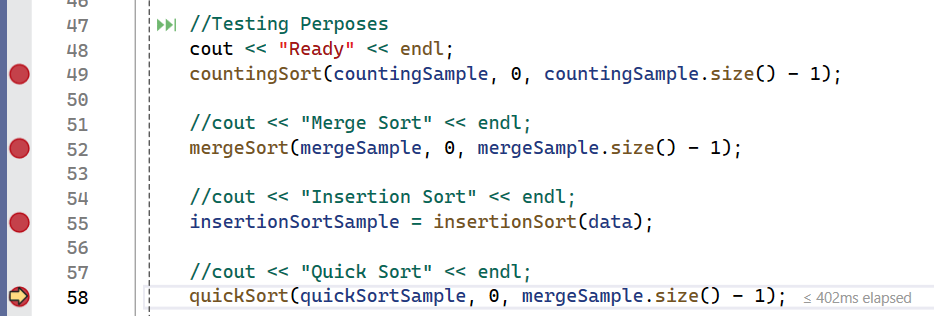 46
47 //Testing Perposes
48 cout << "Ready" << endl;
49 countingSort(countingSample, 0, countingSample.size() - 1);
50
51 //cout << "Merge Sort" << endl;
52 mergeSort(mergeSample, 0, mergeSample.size() - 1);
53
54 //cout << "Insertion Sort" << endl;
55 insertionSortSample = insertionSort(data);
56
57 //cout << "Quick Sort" << endl;
58 quickSort(quickSortSample, 0, mergeSample.size() - 1); ≤ 402ms elapsed